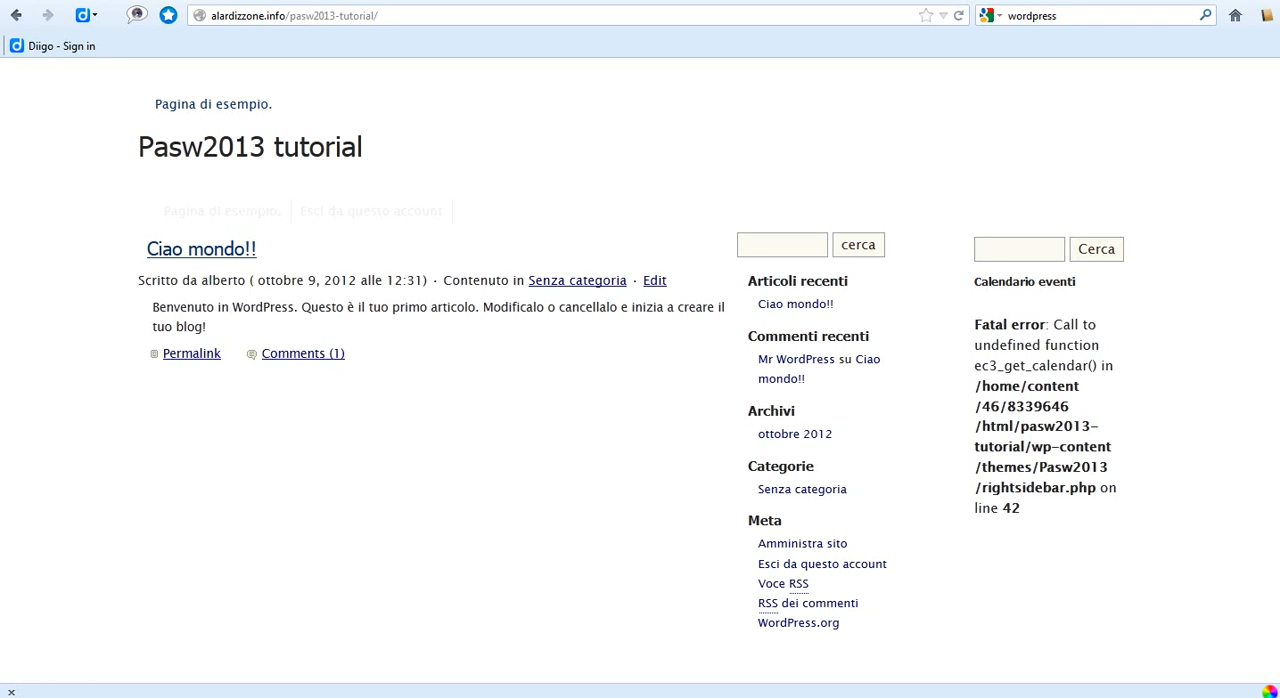 alardizzone.info/pasw2013-tutorial/
wordpress
Diigo - Sign in
Pagina di esempio.
Pasw2013 tutorial
Pagina di esempio.
Esci da questo account
Ciao mondo!!
Scritto da alberto ( ottobre 9, 2012 alle 12:31) · Contenuto in Senza categoria · Edit
Benvenuto in WordPress. Questo è il tuo primo articolo. Modificalo o cancellalo e inizia a creare il
tuo blog!
Permalink
Comments (1)
cerca
Articoli recenti
Ciao mondo!!
Commenti recenti
Mr WordPress su Ciao
mondo!!
Archivi
ottobre 2012
Categorie
Senza categoria
Meta
Amministra sito
Esci da questo account
Voce RSS
RSS dei commenti
WordPress.org
Cerca
Calendario eventi
Fatal error: Call to
undefined function
ec3_get_calendar() in
/home/content
/46/8339646
/html/pasw2013-
tutorial/wp-content
/themes/Pasw2013
/rightsidebar.php on
line 42